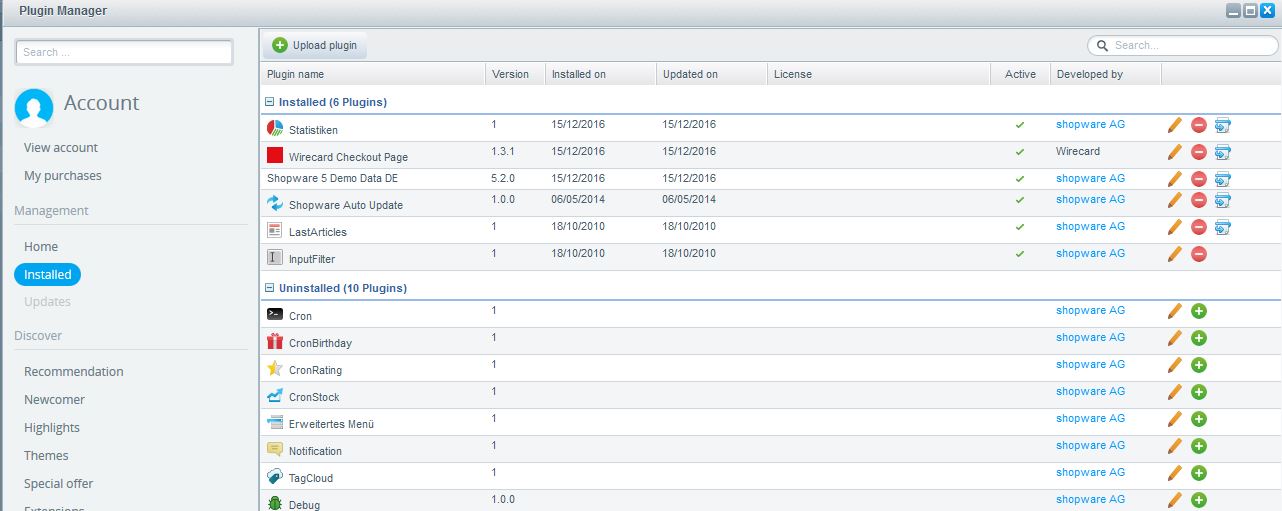 Plugin Manager
Search ...
Account
View account
My purchases
Management
Home
Installed
Updates
Discover
Recommendation
Newcomer
Highlights
Themes
Special offer
Extensions
Upload plugin
Search...
Plugin name Version Installed on Updated on License Active Developed by
Installed (6 Plugins)
Statistiken 1 15/12/2016 15/12/2016 shopware AG
Wirecard Checkout Page 1.3.1 15/12/2016 15/12/2016 Wirecard
Shopware 5 Demo Data DE 5.2.0 15/12/2016 15/12/2016 shopware AG
Shopware Auto Update 06/05/2014 06/05/2014 shopware AG
LastArticles 1 18/10/2010 18/10/2010 shopware AG
InputFilter 1 18/10/2010 18/10/2010 shopware AG
Uninstalled (10 Plugins)
Cron 1 shopware AG
CronBirthday 1 shopware AG
CronRating 1 shopware AG
CronStock 1 shopware AG
Erweitertes Menü 1 shopware AG
Notification 1 shopware AG
TagCloud 1 shopware AG
Debug 1.0.0 shopware AG